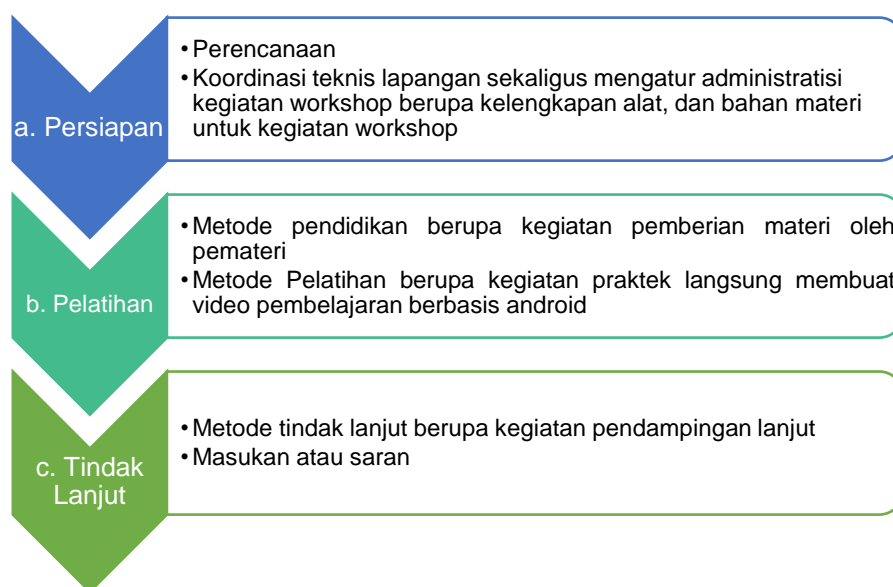 a. Persiapan
• Perencanaan
• Koordinasi teknis lapangan sekaligus mengatur administratisi
kegiatan workshop berupa kelengkapan alat, dan bahan materi
untuk kegiatan workshop
b. Pelatihan
• Metode pendidikan berupa kegiatan pemberian materi oleh
pemateri
• Metode Pelatihan berupa kegiatan praktek langsung membuat
video pembelajaran berbasis android
c. Tindak
Lanjut
• Metode tindak lanjut berupa kegiatan pendampingan lanjut
• Masukan atau saran